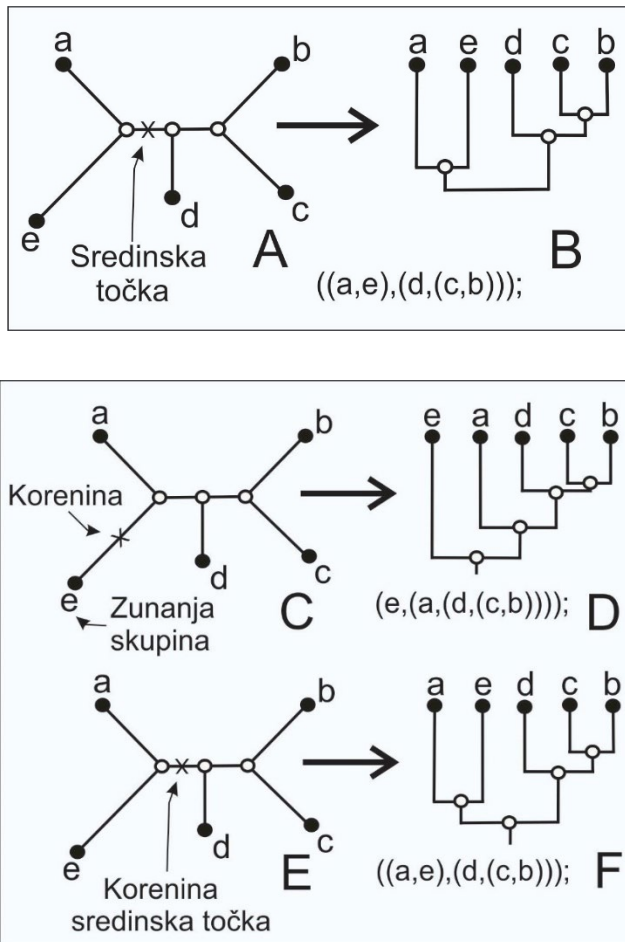 a b a e d c b
e d c
Sredinska
točka
A B
((a,e),(d,(c,b)));
a b e a d c b
Korenina
e d c
Zunanja
skupina
C (e,(a,(d,(c,b)))); D
a b a e d c b
e d c
Korenina
sredinska točka
E ((a,e),(d,(c,b))); F